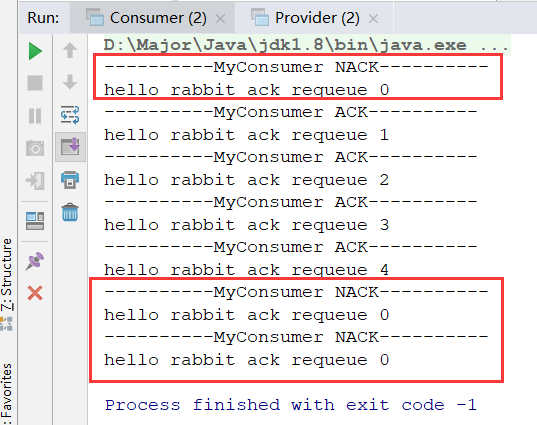 Run: Consumer (2) × Provider (2) ×
D:\Major\Java\jdk1.8\bin\java.exe ...
----------MyConsumer NACK----------
hello rabbit ack requeue 0
----------MyConsumer ACK----------
hello rabbit ack requeue 1
----------MyConsumer ACK----------
hello rabbit ack requeue 2
----------MyConsumer ACK----------
hello rabbit ack requeue 3
----------MyConsumer ACK----------
hello rabbit ack requeue 4
----------MyConsumer NACK----------
hello rabbit ack requeue 0
----------MyConsumer NACK----------
hello rabbit ack requeue 0
Process finished with exit code -1
7: Structure
Favorites